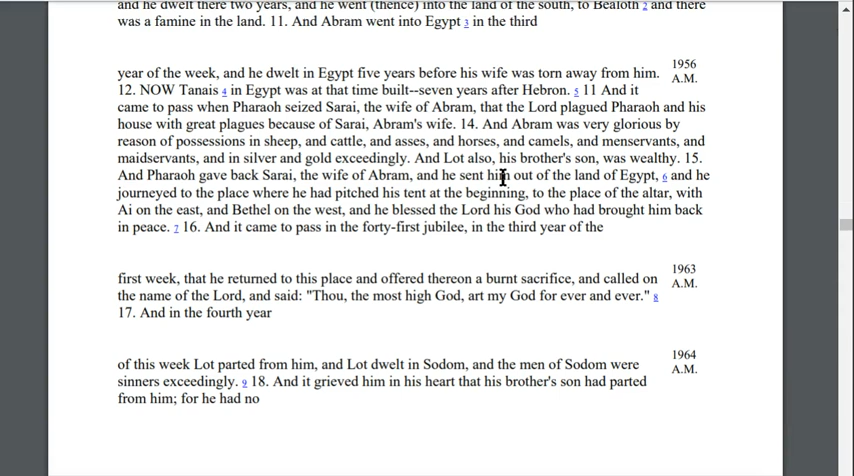 and he dwelt there two years, and he went (thence) into the land of the south, to Bealoth 2 and there
was a famine in the land. 11. And Abram went into Egypt 3 in the third
1956
A.M.
year of the week, and he dwelt in Egypt five years before his wife was torn away from him.
12. NOW Tanais 4 in Egypt was at that time built--seven years after Hebron. 5 11 And it
came to pass when Pharaoh seized Sarai, the wife of Abram, that the Lord plagued Pharaoh and his
house with great plagues because of Sarai, Abram's wife. 14. And Abram was very glorious by
reason of possessions in sheep, and cattle, and asses, and horses, and camels, and menservants, and
maidservants, and in silver and gold exceedingly. And Lot also, his brother's son, was wealthy. 15.
And Pharaoh gave back Sarai, the wife of Abram, and he sent him out of the land of Egypt, 6 and he
journeyed to the place where he had pitched his tent at the beginning, to the place of the altar, with
Ai on the east, and Bethel on the west, and he blessed the Lord his God who had brought him back
in peace. 7 16. And it came to pass in the forty-first jubilee, in the third year of the
1963
A.M.
first week, that he returned to this place and offered thereon a burnt sacrifice, and called on
the name of the Lord, and said: "Thou, the most high God, art my God for ever and ever." 8
17. And in the fourth year
1964
A.M.
of this week Lot parted from him, and Lot dwelt in Sodom, and the men of Sodom were
sinners exceedingly. 9 18. And it grieved him in his heart that his brother's son had parted
from him; for he had no